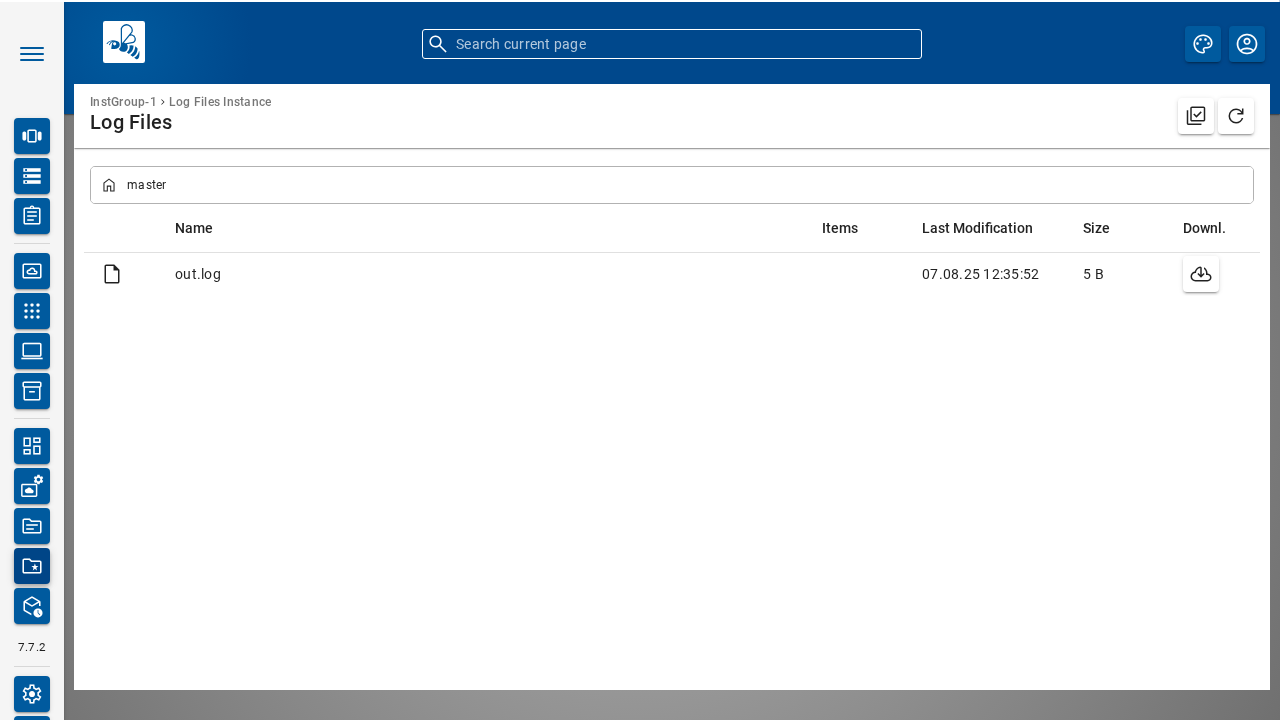 Search current page
InstGroup-1 › Log Files Instance
Log Files
master
Name Items Last Modification Size Downl.
out.log 07.08.25 12:35:52 5 B
7.7.2